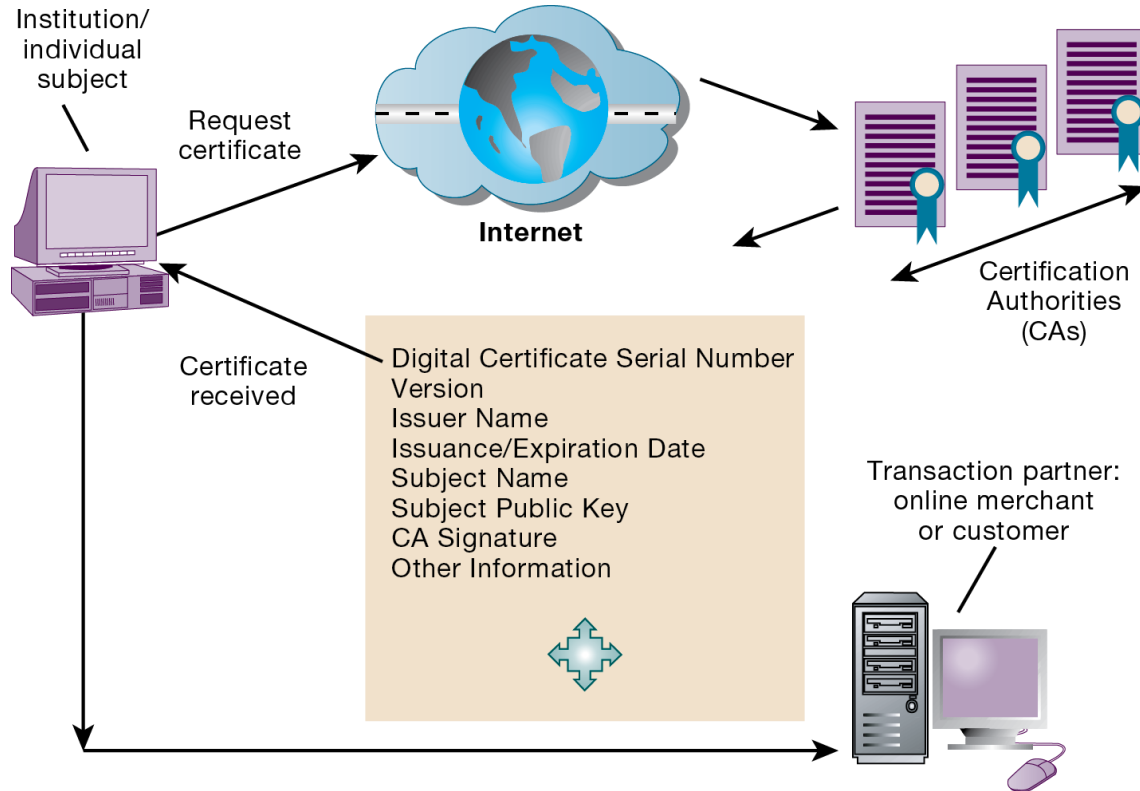 Institution/
individual
subject
Request
certificate
Internet
Certification
Authorities
(CAs)
Certificate
received
Digital Certificate Serial Number
Version
Issuer Name
Issuance/Expiration Date
Subject Name
Subject Public Key
CA Signature
Other Information
Transaction partner:
online merchant
or customer